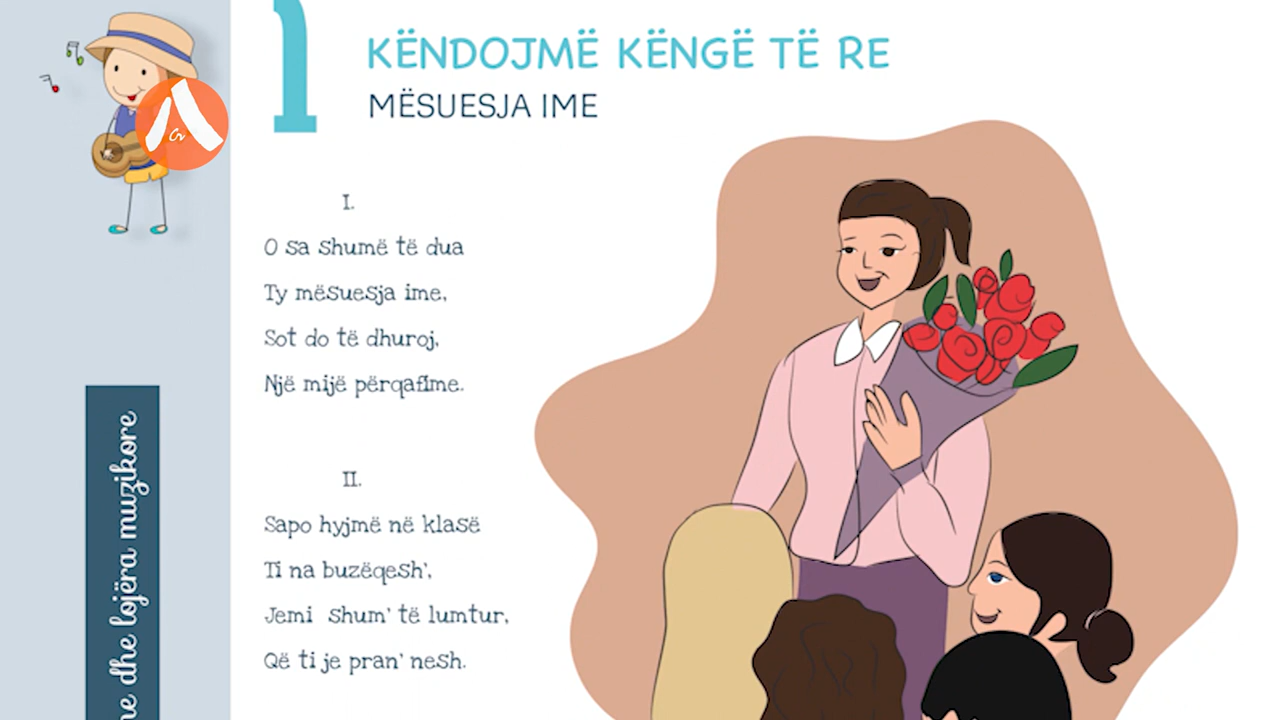 1
KËNDOJMË KËNGË TË RE
MËSUESJA IME
I.
O sa shumë të dua
Ty mësuesja ime,
Sot do të dhuroj,
Një mijë përqafime.
II.
Sapo hyjmë në klasë
Ti na buzëqesh',
Jemi shum' të lumtur,
Që ti je pran' nesh.
dhe lojëra muzikore